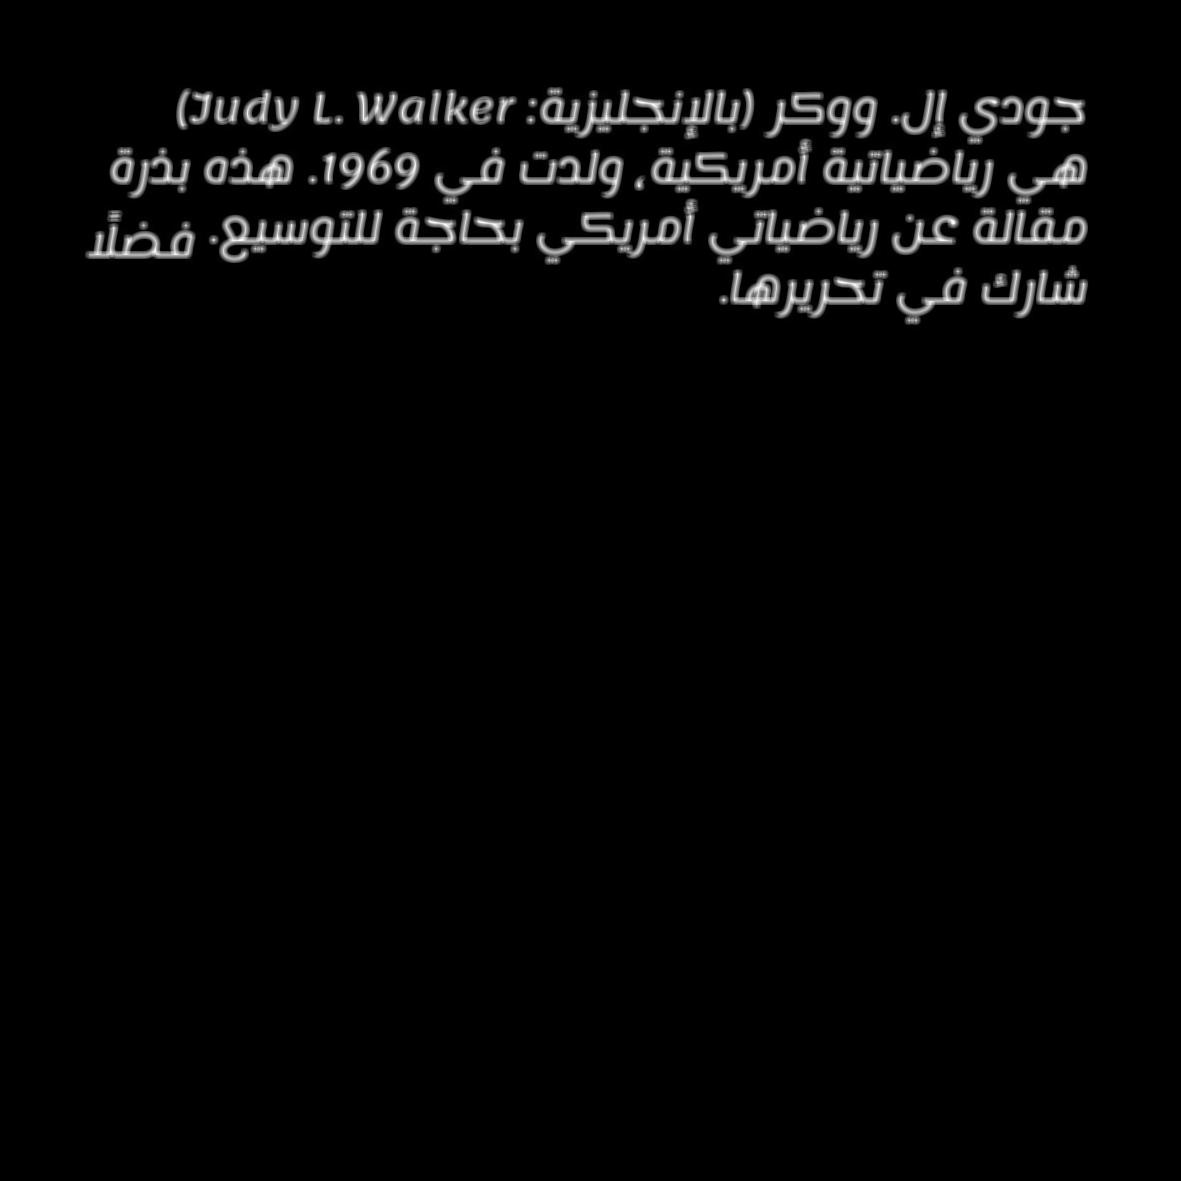 جودي إل. ووكر (بالإنجليزية: Judy L. Walker)
هي رياضياتية أمريكية، ولدت في 1969. هذه بذرة
مقالة عن رياضياتي أمريكي بحاجة للتوسيع. فضلًا
شارك في تحريرها.